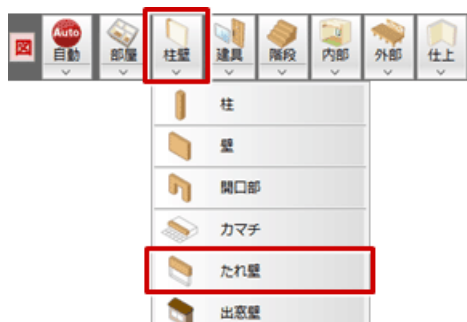 図
Auto
自動
部屋
柱壁
建具
階段
内部
外部
仕上
柱
壁
開口部
カマチ
たれ壁
出窓壁